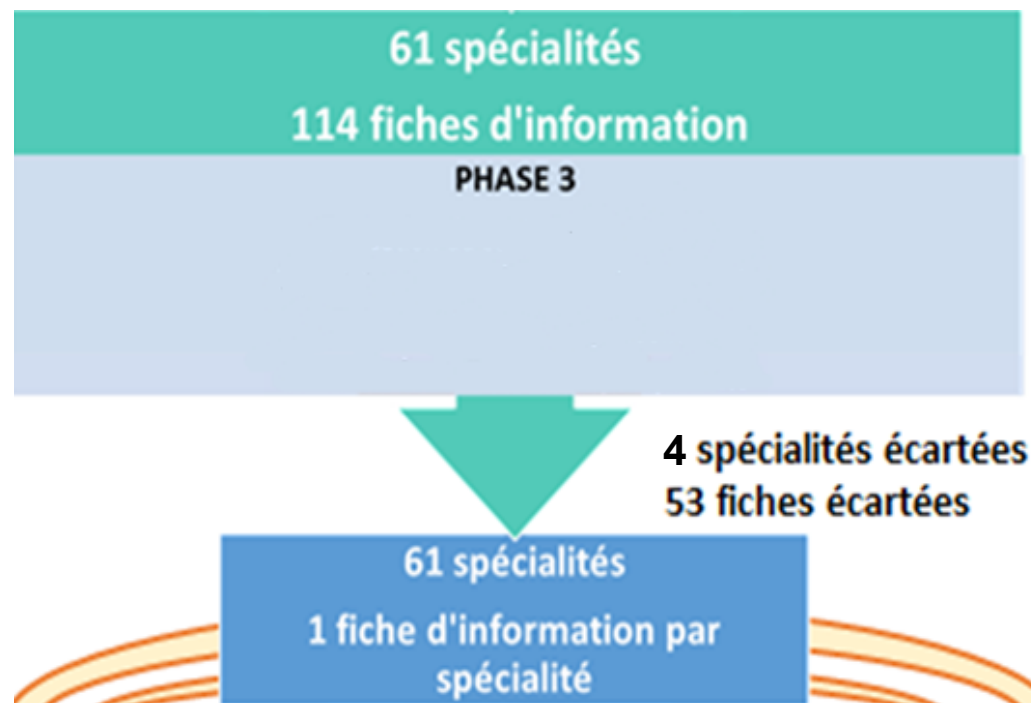 61 spécialités
114 fiches d'information
PHASE 3
4 spécialités écartées
53 fiches écartées
61 spécialités
1 fiche d'information par
spécialité